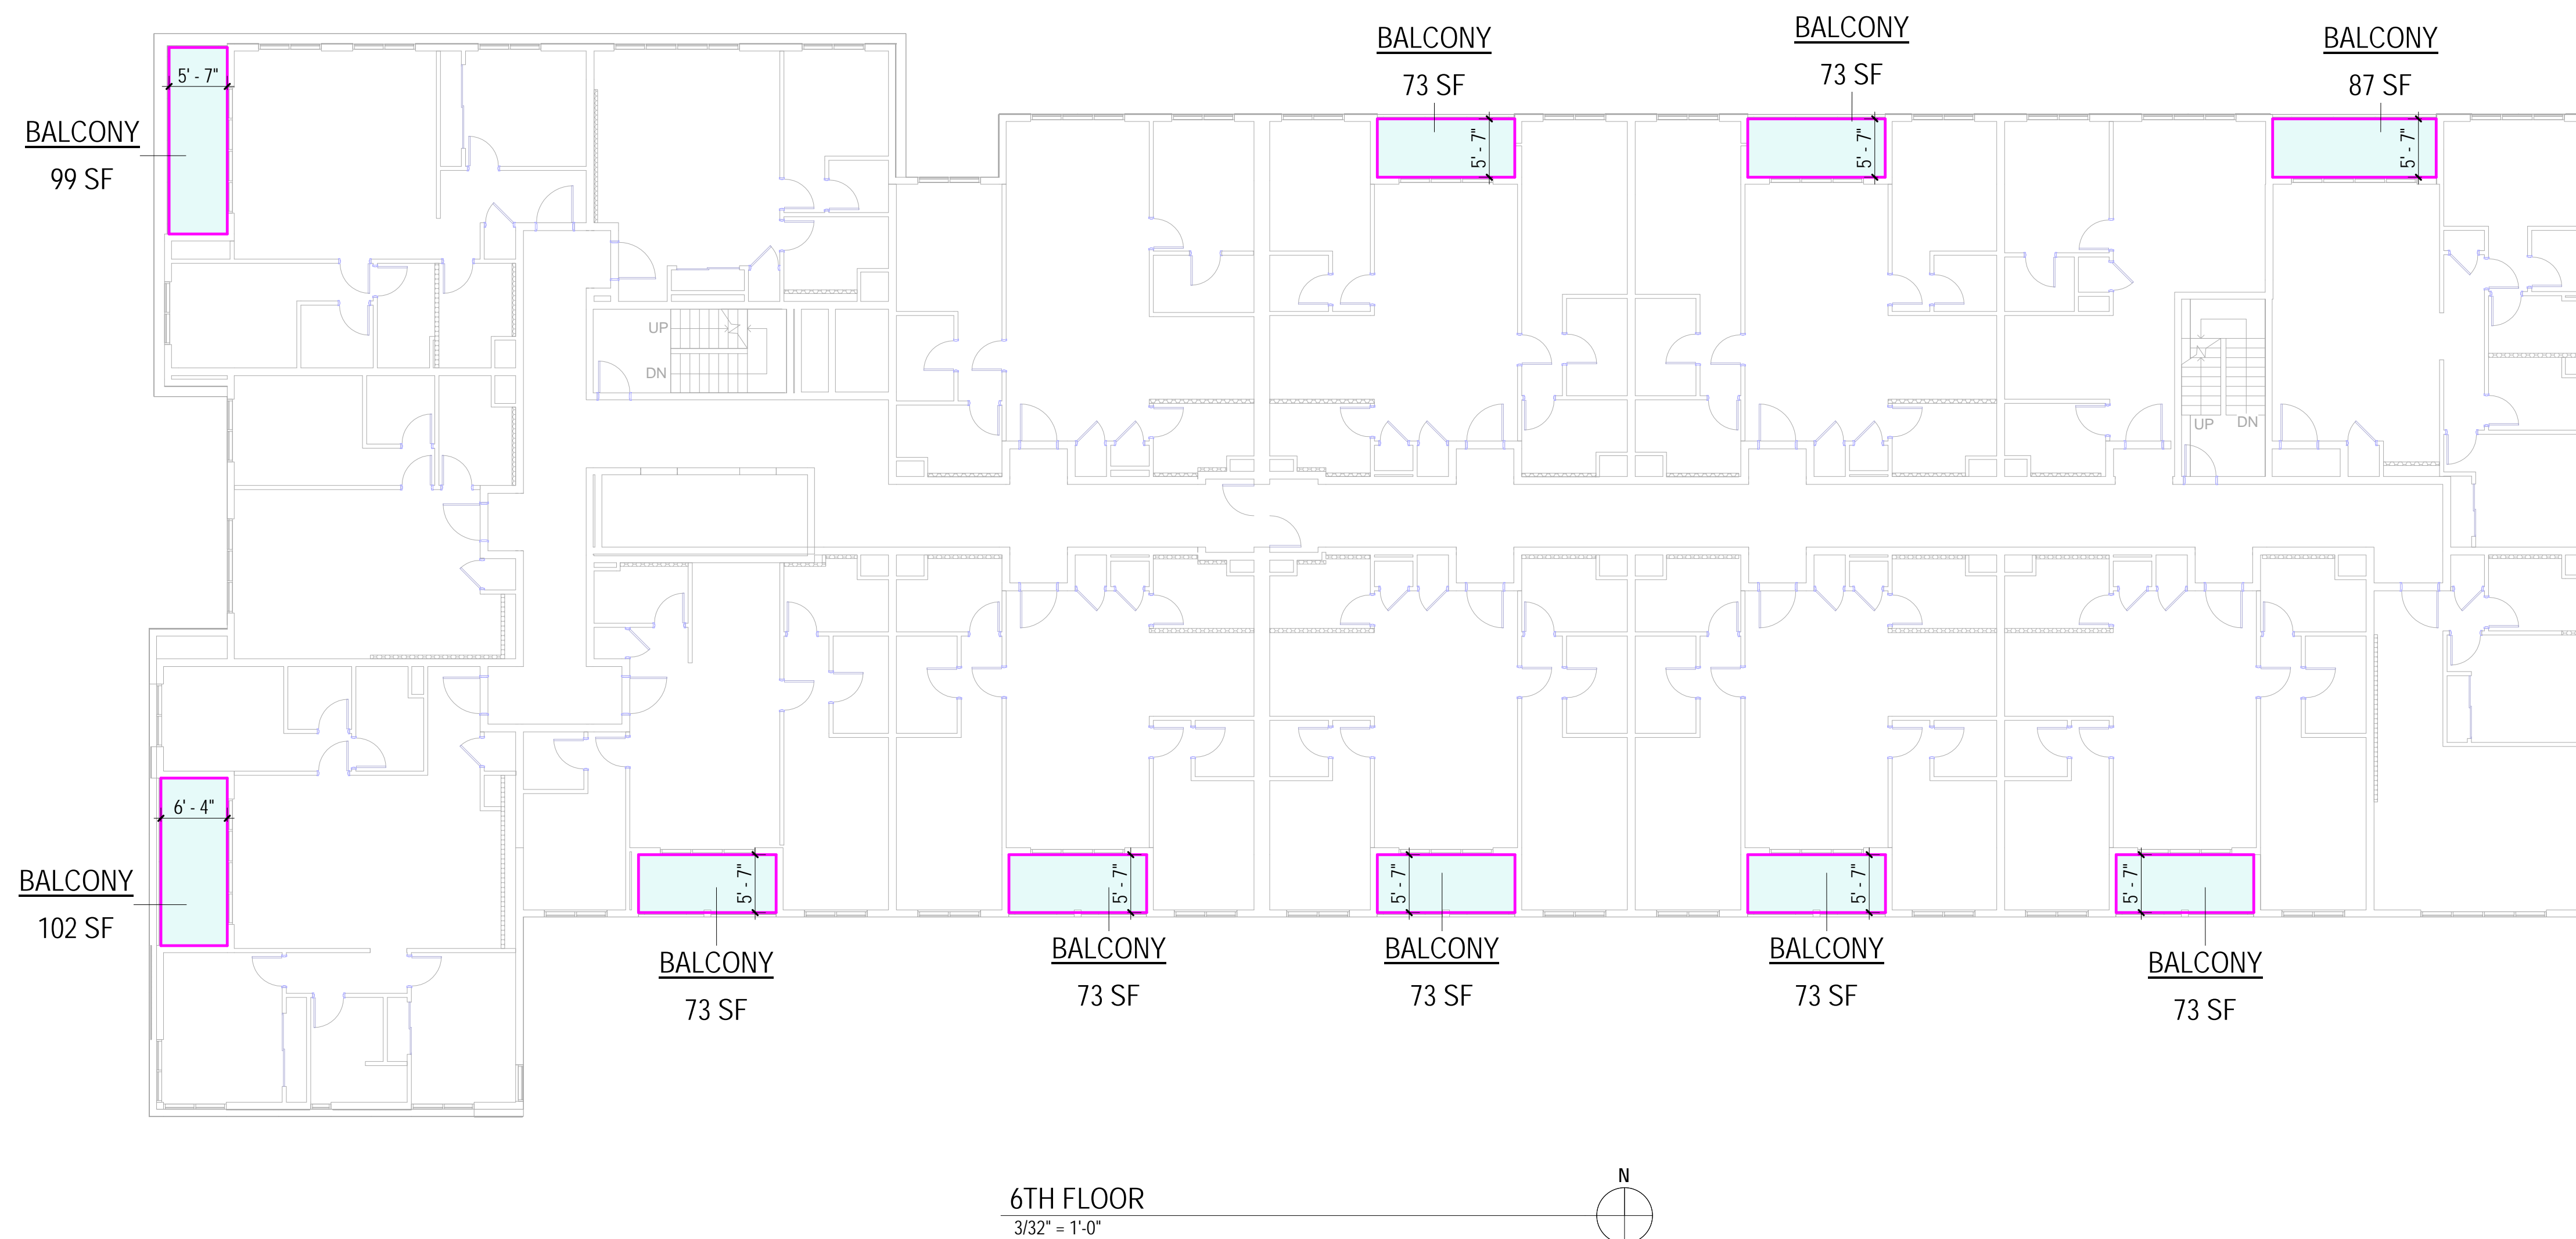 BALCONY
73 SF
BALCONY
73 SF
BALCONY
87 SF
5' - 7"
BALCONY
99 SF
5' - 7"
5' - 7"
5' - 7"
UP
DN
UP
DN
6' - 4"
BALCONY
102 SF
5' - 7"
5' - 7"
5' - 7"
5' - 7"
5' - 7"
BALCONY
73 SF
BALCONY
73 SF
BALCONY
73 SF
BALCONY
73 SF
BALCONY
73 SF
6TH FLOOR
3/32" = 1'-0"
N